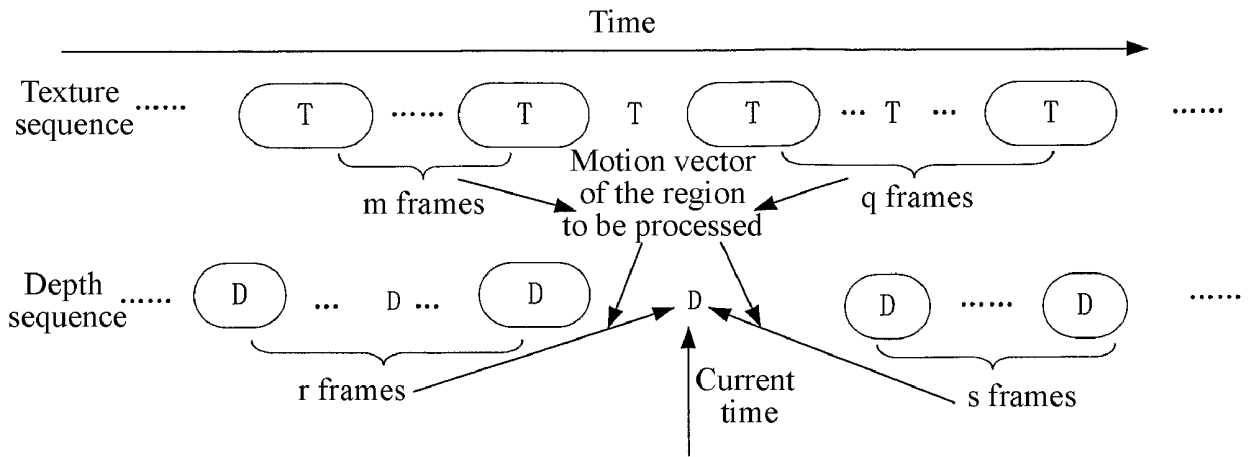 Time
Texture
sequence
...... T ...... T T T ... T ... T ......
Motion vector
of the region
to be processed
m frames
q frames
Depth
sequence
...... D ... D ... D D D ...... D ......
r frames
s frames
Current
time